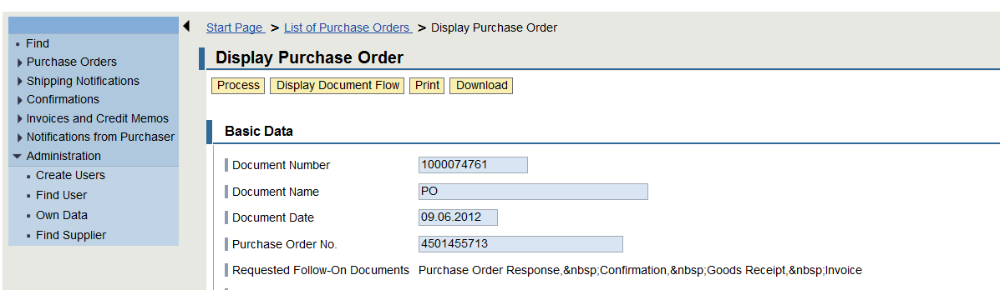 Find
Purchase Orders
Shipping Notifications
Confirmations
Invoices and Credit Memos
Notifications from Purchaser
Administration
Create Users
Find User
Own Data
Find Supplier
Start Page > List of Purchase Orders > Display Purchase Order
Display Purchase Order
Process Display Document Flow Print Download
Basic Data
Document Number 1000074761
Document Name PO
Document Date 09.06.2012
Purchase Order No. 4501455713
Requested Follow-On Documents Purchase Order Response,&nbsp;Confirmation,&nbsp;Goods Receipt,&nbsp;Invoice